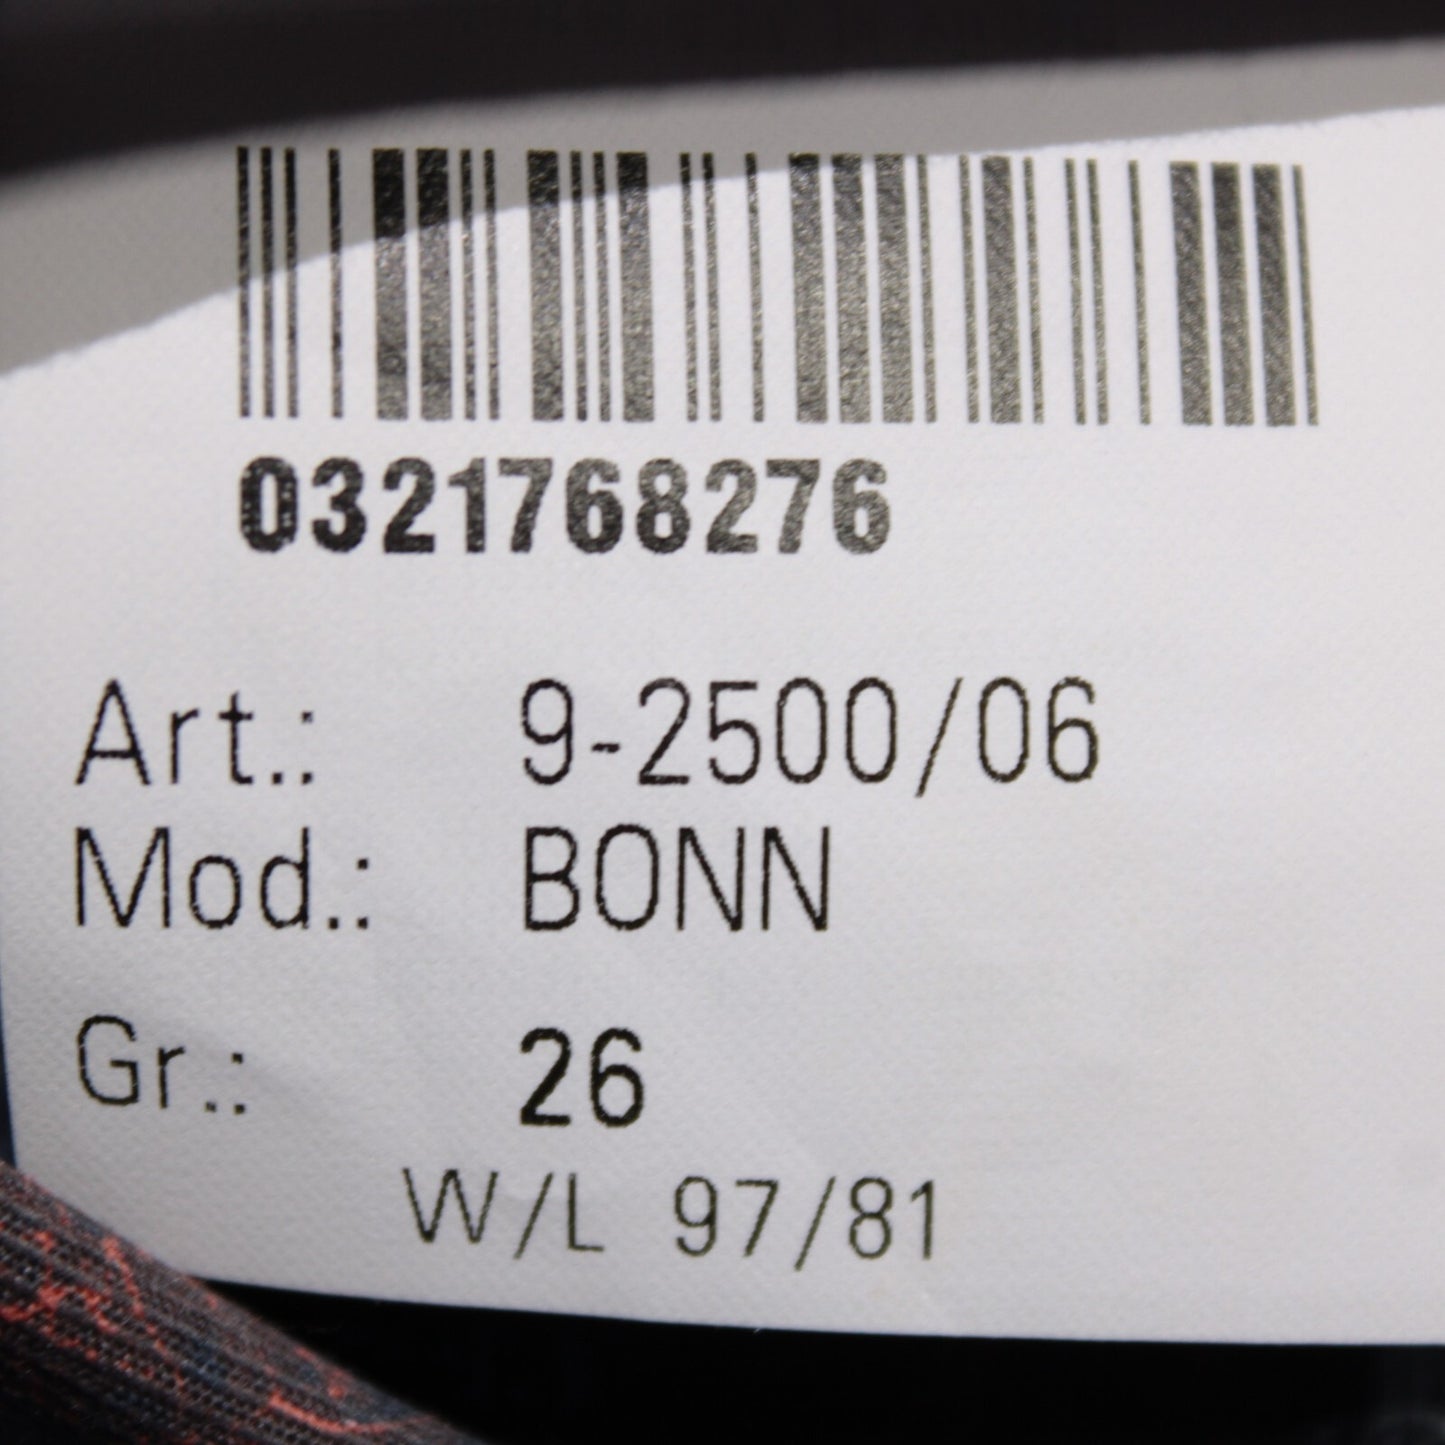 0321768276
Art.: 9-2500/06
Mod.: BONN
Gr.: 26
W/L 97/81